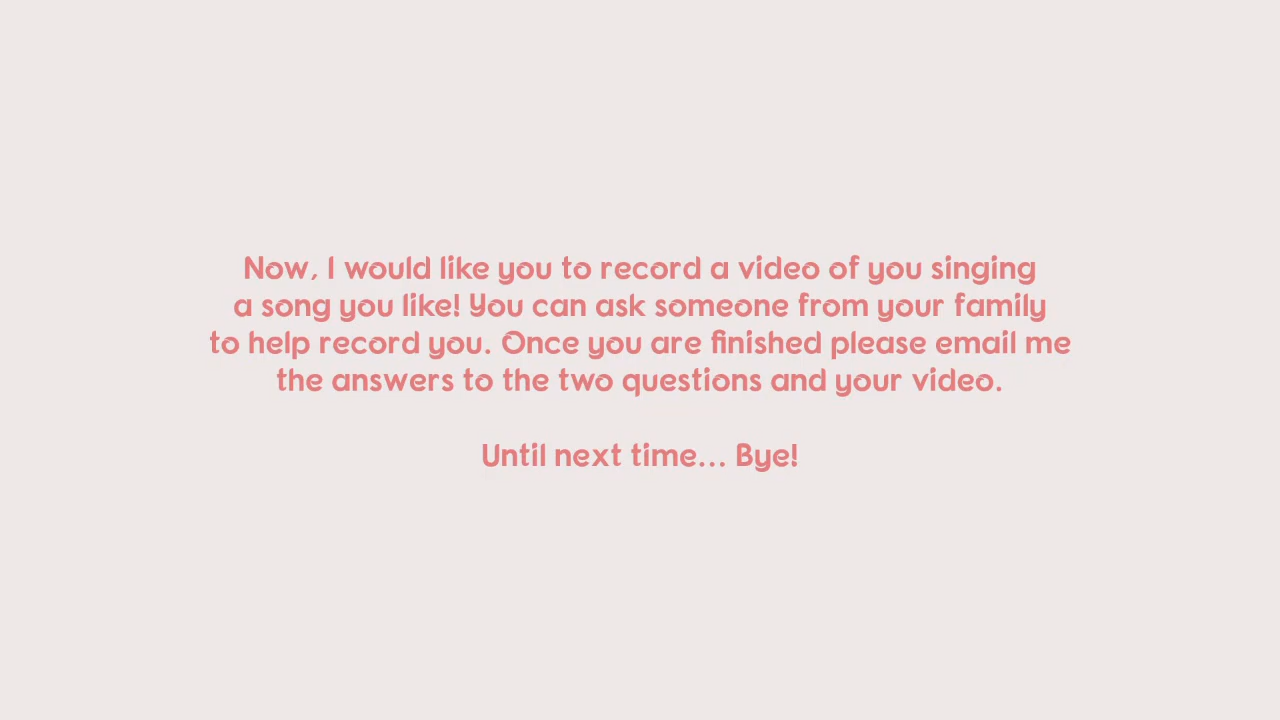 Now, I would like you to record a video of you singing
a song you like! You can ask someone from your family
to help record you. Once you are finished please email me
the answers to the two questions and your video.
Until next time... Bye!